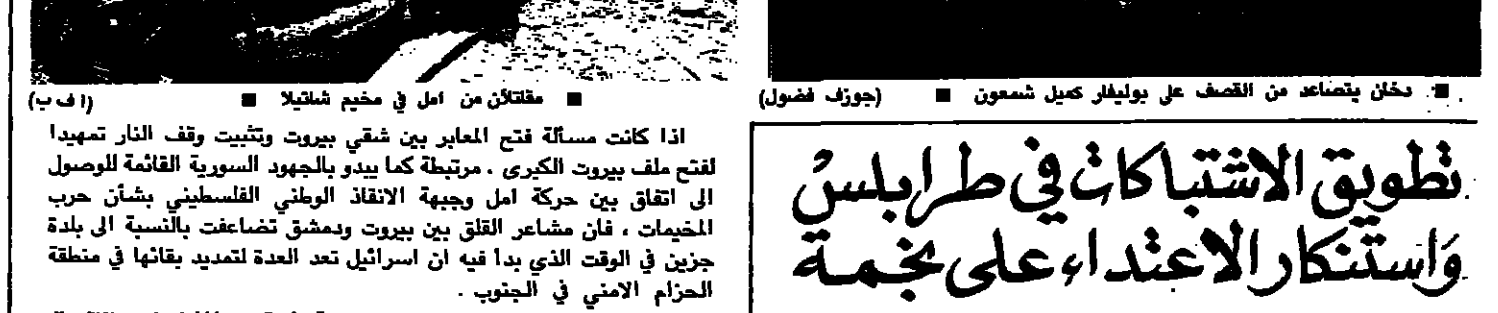 ■ دخان يتصاعد من القصف على بوليفار كميل شمعون ■ (جوزف فضول)
تطويق الاشتباكات في طرابلس
واستنكار الاعتداء على نجمة
■ مقاتلان من امل في مخيم شاتيلا ■ (ا ف ب)
اذا كانت مسألة فتح المعابر بين شقي بيروت وتثبيت وقف النار تمهيدا
لفتح ملف بيروت الكبرى ، مرتبطة كما يبدو بالجهود السورية القائمة للوصول
الى اتفاق بين حركة امل وجبهة الانقاذ الوطني الفلسطيني بشأن حرب
المخيمات ، فان مشاعر القلق بين بيروت ودمشق تضاعفت بالنسبة الى بلدة
جزين في الوقت الذي بدأ فيه ان اسرائيل تعد العدة لتمديد بقائها في منطقة
الحزام الامني في الجنوب .